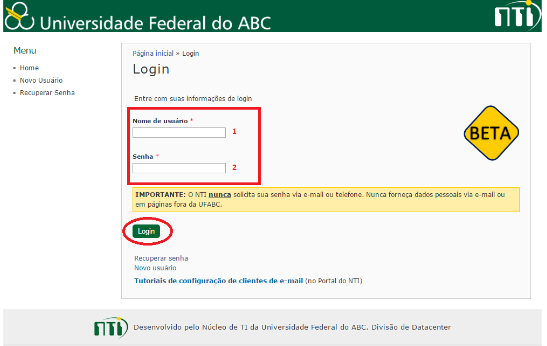 Universidade Federal do ABC
NTI
Menu
Home
Novo Usuário
Recuperar Senha
Página inicial » Login
Login
Entre com suas informações de login
Nome de usuário *
1
Senha *
2
BETA
IMPORTANTE: O NTI nunca solicita sua senha via e-mail ou telefone. Nunca forneça dados pessoais via e-mail ou
em páginas fora da UFABC.
Login
Recuperar senha
Novo usuário
Tutoriais de configuração de clientes de e-mail (no Portal do NTI)
NTI Desenvolvido pelo Núcleo de TI da Universidade Federal do ABC, Divisão de Datacenter